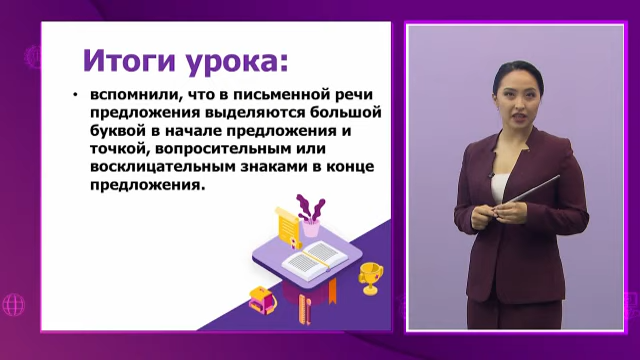 Итоги урока:
• вспомнили, что в письменной речи
предложения выделяются большой
буквой в начале предложения и
точкой, вопросительным или
восклицательным знаками в конце
предложения.